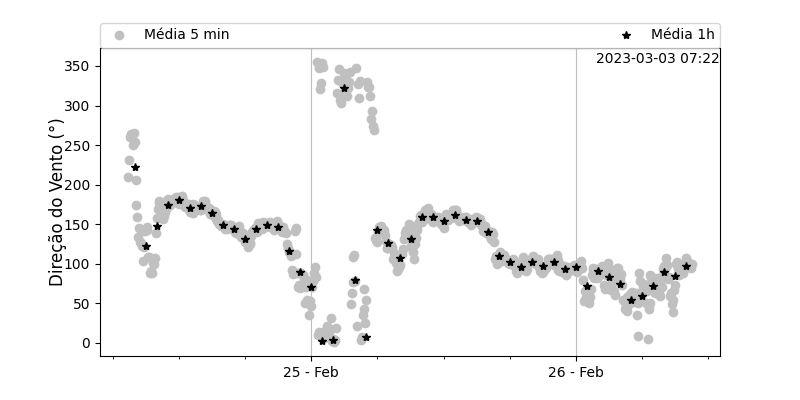 Média 5 min
Média 1h
2023-03-03 07:22
Direção do Vento (°)
350
300
250
200
150
100
50
0
25 - Feb
26 - Feb